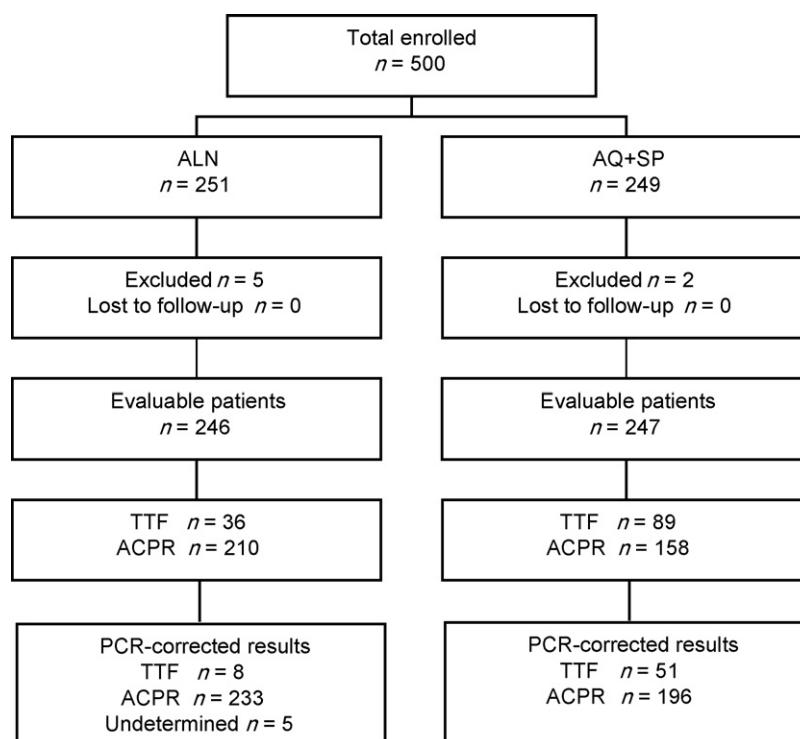 Total enrolled
n = 500
ALN
n = 251
AQ+SP
n = 249
Excluded n = 5
Lost to follow-up n = 0
Excluded n = 2
Lost to follow-up n = 0
Evaluable patients
n = 246
Evaluable patients
n = 247
TTF n = 36
ACPR n = 210
TTF n = 89
ACPR n = 158
PCR-corrected results
TTF n = 8
ACPR n = 233
Undetermined n = 5
PCR-corrected results
TTF n = 51
ACPR n = 196